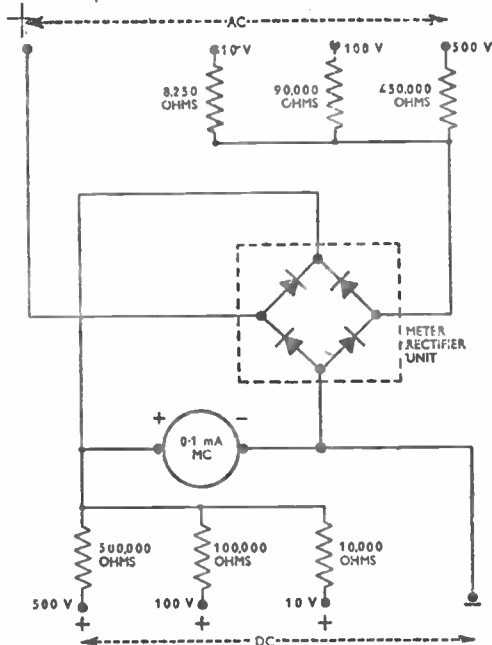 AC
10 V
100 V
500 V
8,250
OHMS
90,000
OHMS
450,000
OHMS
METER
RECTIFIER
UNIT
+
−
0-1 mA
MC
500,000
OHMS
100,000
OHMS
10,000
OHMS
500 V
100 V
10 V
−
+
+
+
DC